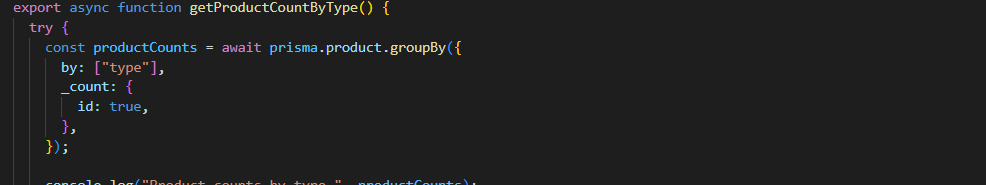 export async function getProductCountByType() {
try {
const productCounts = await prisma.product.groupBy({
by: ["type"],
_count: {
id: true,
},
});
console.log("Product counts by type " productCounts);